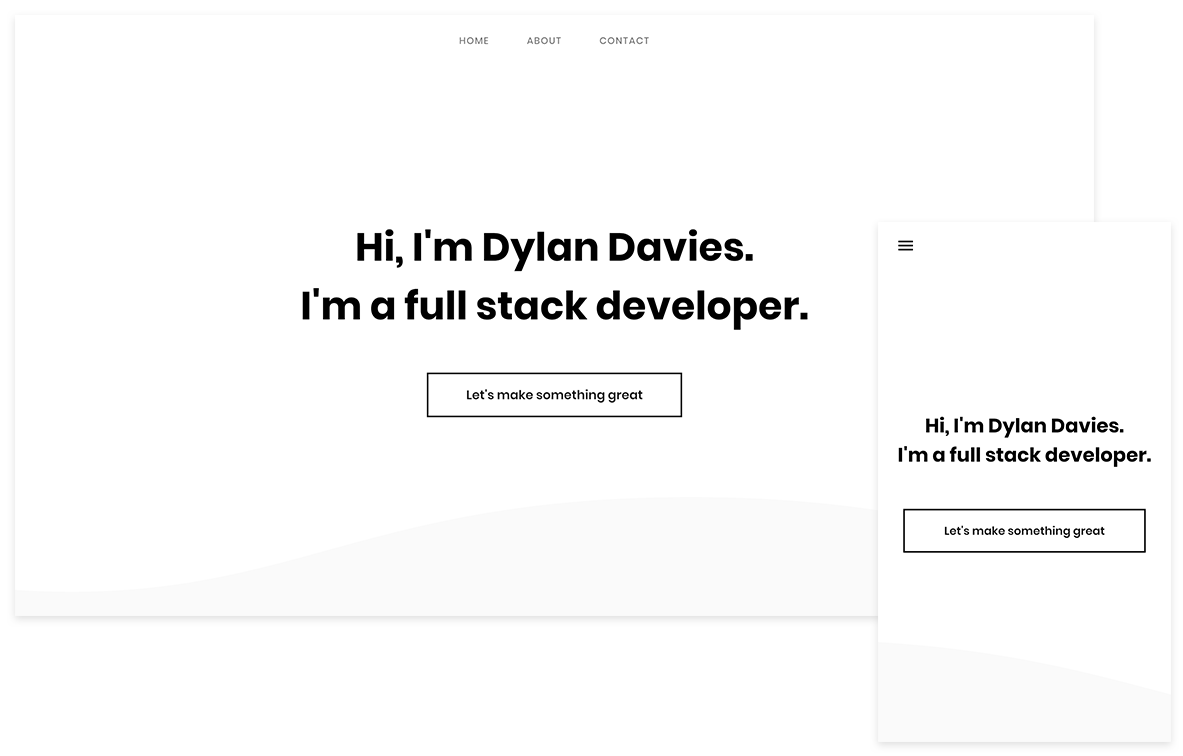 HOME ABOUT CONTACT
Hi, I'm Dylan Davies.
I'm a full stack developer.
Let's make something great
Hi, I'm Dylan Davies.
I'm a full stack developer.
Let's make something great